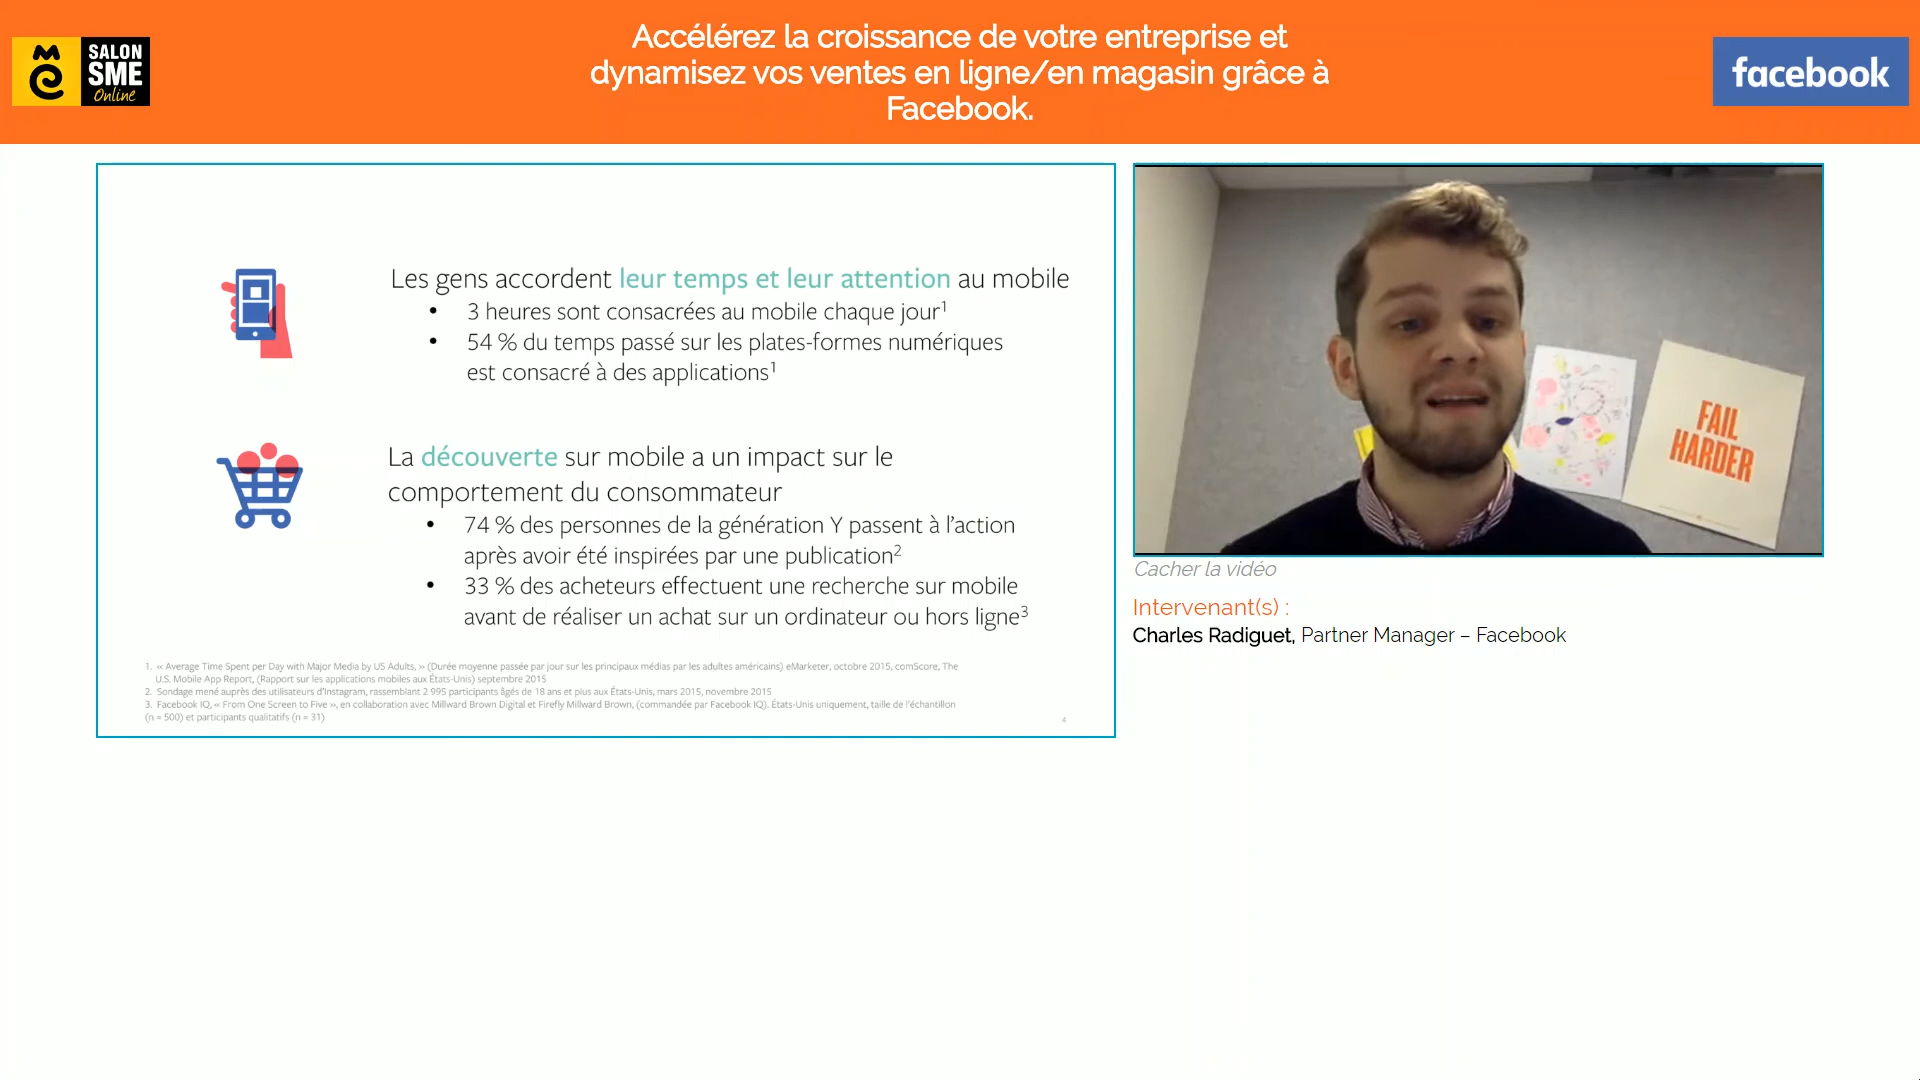 Accélérez la croissance de votre entreprise et
dynamisez vos ventes en ligne/en magasin grâce à
Facebook.
SALON
SME
Online
facebook
Les gens accordent leur temps et leur attention au mobile
• 3 heures sont consacrées au mobile chaque jour¹
• 54 % du temps passé sur les plates-formes numériques
est consacré à des applications¹
La découverte sur mobile a un impact sur le
comportement du consommateur
• 74 % des personnes de la génération Y passent à l’action
après avoir été inspirées par une publication²
• 33 % des acheteurs effectuent une recherche sur mobile
avant de réaliser un achat sur un ordinateur ou hors ligne³
1. « Average Time Spent per Day with Major Media by US Adults, » (Durée moyenne passée par jour sur les principaux médias par les adultes américains) eMarketer, octobre 2015, comScore, The
U.S. Mobile App Report, (Rapport sur les applications mobiles aux États-Unis) septembre 2015
2. Sondage mené auprès des utilisateurs d’Instagram, rassemblant 2 995 participants âgés de 18 ans et plus aux États-Unis, mars 2015, novembre 2015
3. Facebook IQ, « From One Screen to Five », en collaboration avec Millward Brown Digital et Firefly Millward Brown, (commandée par Facebook IQ). États-Unis uniquement, taille de l’échantillon
(n = 500) et participants qualitatifs (n = 31)
4
FAIL
HARDER
Cacher la vidéo
Intervenant(s) :
Charles Radiguet, Partner Manager – Facebook